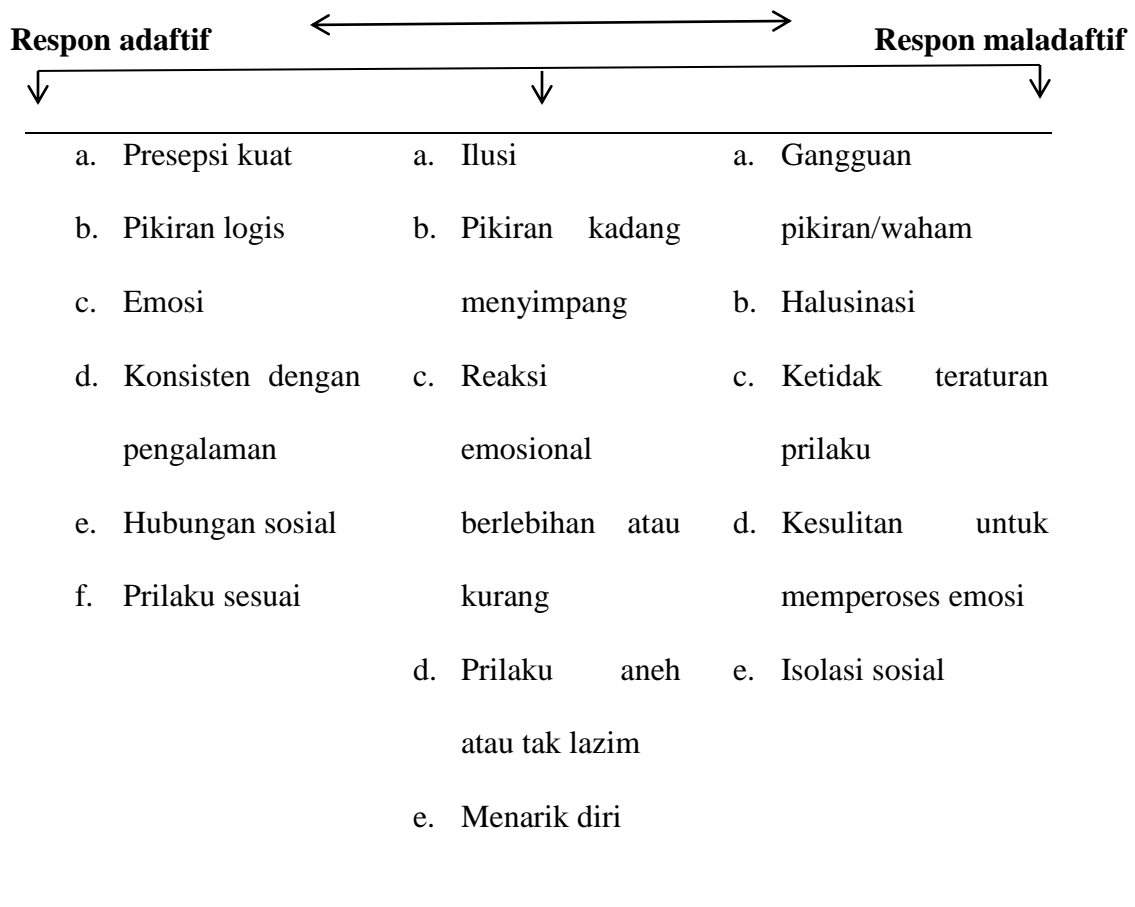 Respon adaftif
Respon maladaftif
a. Presepsi kuat
b. Pikiran logis
c. Emosi
d. Konsisten dengan
pengalaman
e. Hubungan sosial
f. Prilaku sesuai
a. Ilusi
b. Pikiran kadang
menyimpang
c. Reaksi
emosional
berlebihan atau
kurang
d. Prilaku aneh
atau tak lazim
e. Menarik diri
a. Gangguan
pikiran/waham
b. Halusinasi
c. Ketidak teraturan
prilaku
d. Kesulitan untuk
memperoses emosi
e. Isolasi sosial